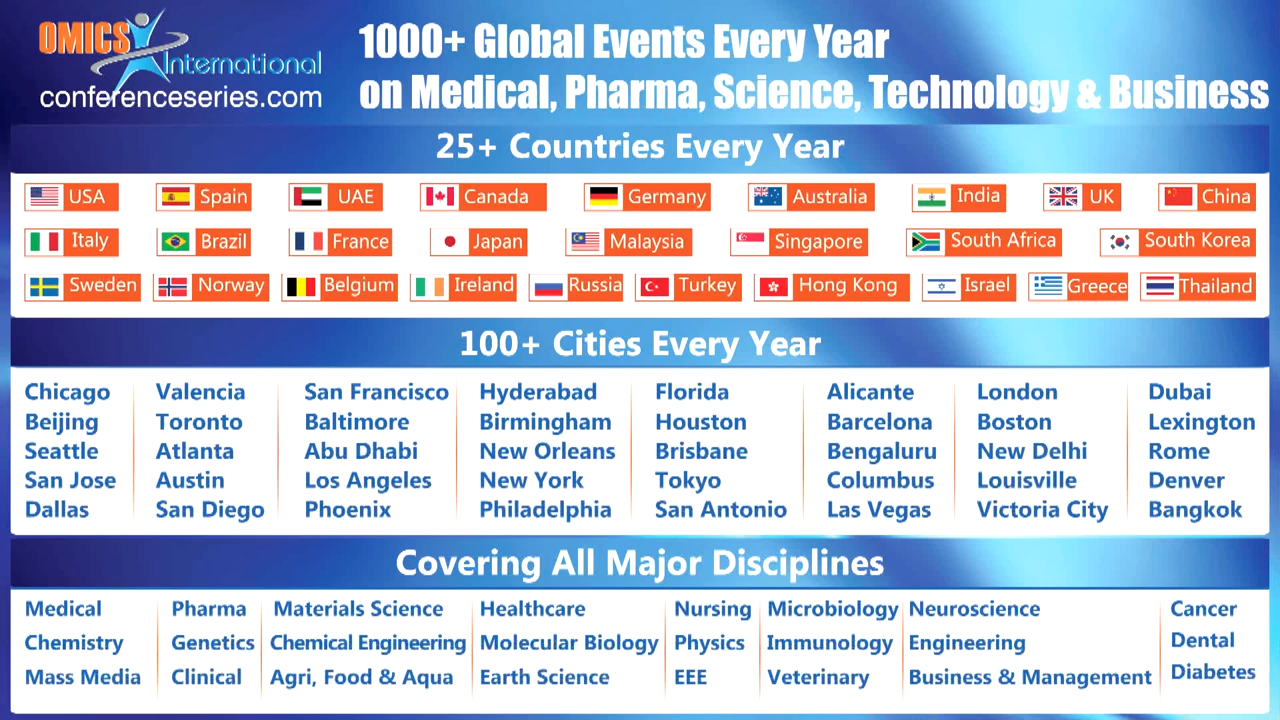 OMICS
International
conferenceseries.com
1000+ Global Events Every Year
on Medical, Pharma, Science, Technology & Business
25+ Countries Every Year
USA Spain UAE Canada Germany Australia India UK China
Italy Brazil France Japan Malaysia Singapore South Africa South Korea
Sweden Norway Belgium Ireland Russia Turkey Hong Kong Israel Greece Thailand
100+ Cities Every Year
Chicago Valencia San Francisco Hyderabad Florida Alicante London Dubai
Beijing Toronto Baltimore Birmingham Houston Barcelona Boston Lexington
Seattle Atlanta Abu Dhabi New Orleans Brisbane Bengaluru New Delhi Rome
San Jose Austin Los Angeles New York Tokyo Columbus Louisville Denver
Dallas San Diego Phoenix Philadelphia San Antonio Las Vegas Victoria City Bangkok
Covering All Major Disciplines
Medical Pharma Materials Science Healthcare Nursing Microbiology Neuroscience Cancer
Chemistry Genetics Chemical Engineering Molecular Biology Physics Immunology Engineering Dental
Mass Media Clinical Agri, Food & Aqua Earth Science EEE Veterinary Business & Management Diabetes